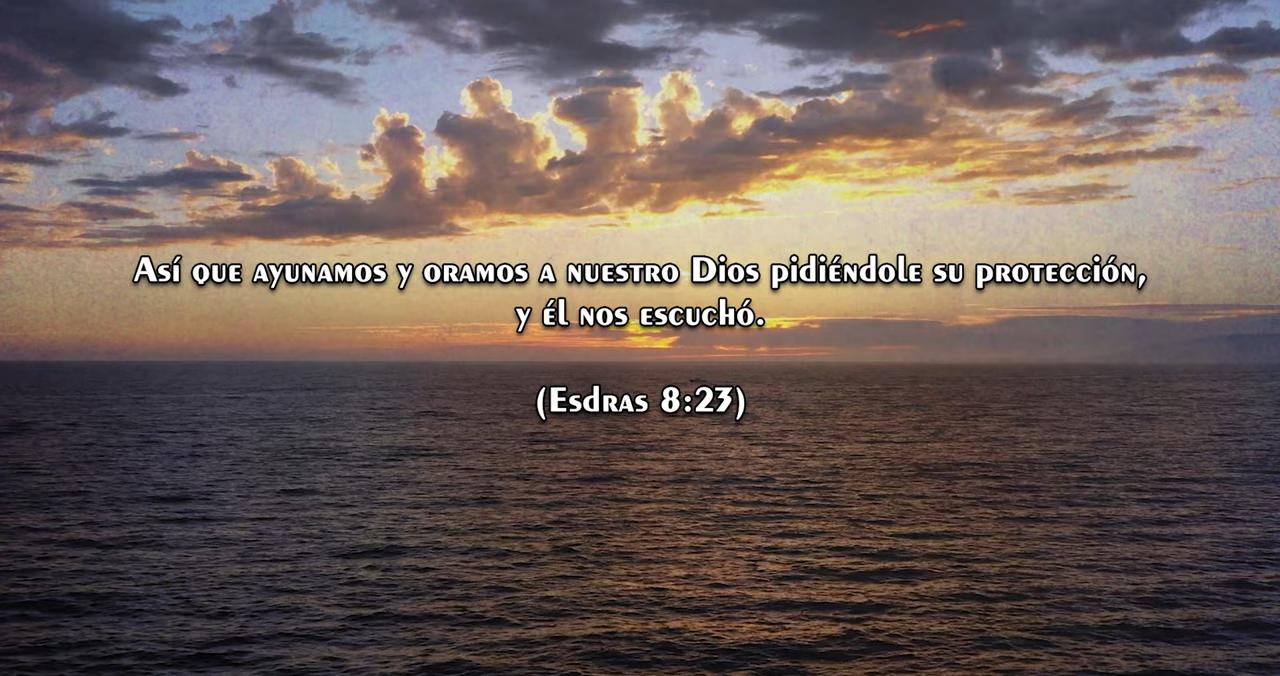 Así que ayunamos y oramos a nuestro Dios pidiéndole su protección,
y él nos escuchó.
(Esdras 8:23)